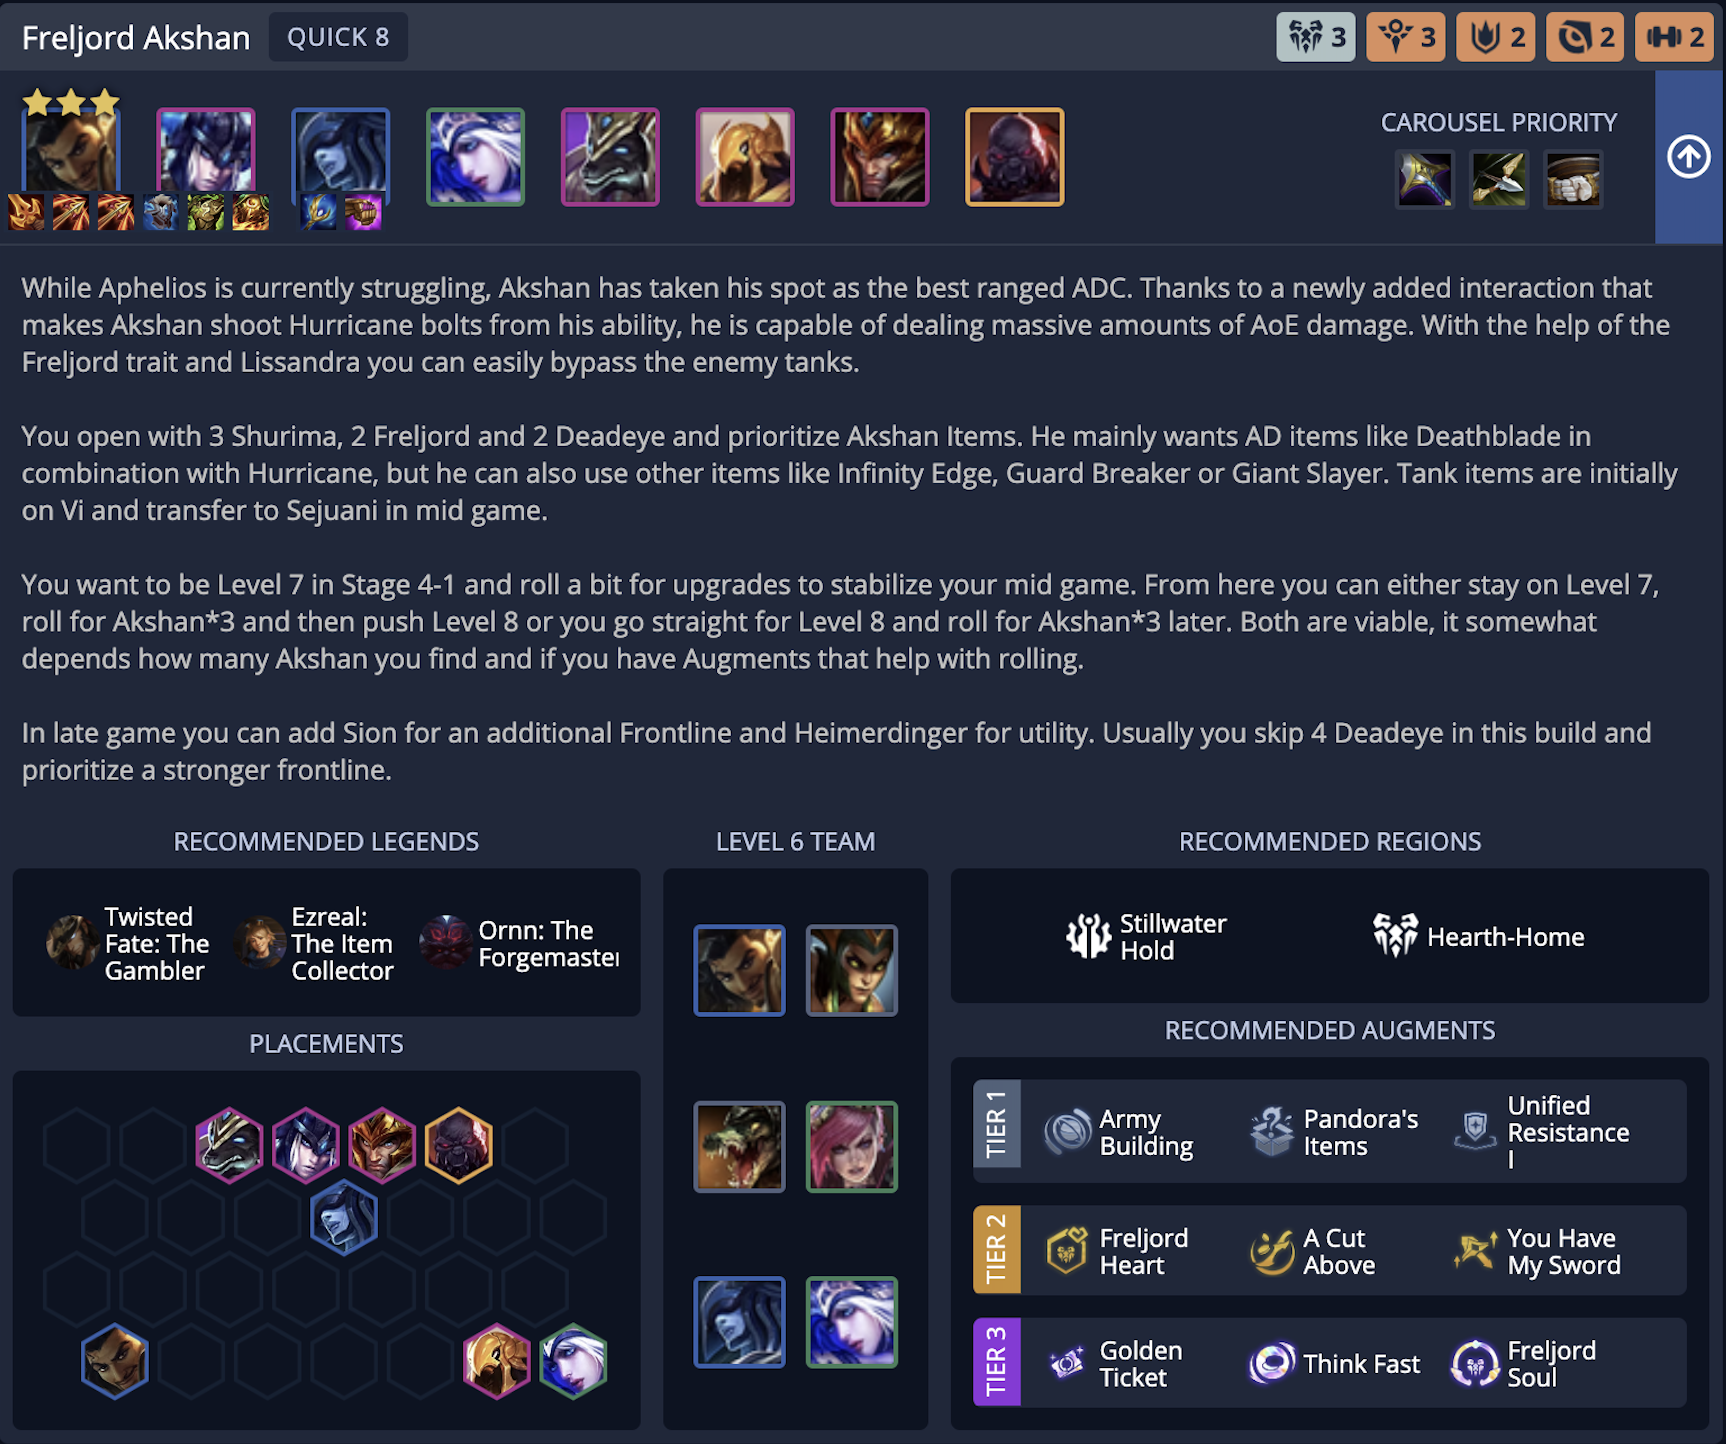 Freljord Akshan QUICK 8 3 3 2 2 2
CAROUSEL PRIORITY
While Aphelios is currently struggling, Akshan has taken his spot as the best ranged ADC. Thanks to a newly added interaction that
makes Akshan shoot Hurricane bolts from his ability, he is capable of dealing massive amounts of AoE damage. With the help of the
Freljord trait and Lissandra you can easily bypass the enemy tanks.
You open with 3 Shurima, 2 Freljord and 2 Deadeye and prioritize Akshan Items. He mainly wants AD items like Deathblade in
combination with Hurricane, but he can also use other items like Infinity Edge, Guard Breaker or Giant Slayer. Tank items are initially
on Vi and transfer to Sejuani in mid game.
You want to be Level 7 in Stage 4-1 and roll a bit for upgrades to stabilize your mid game. From here you can either stay on Level 7,
roll for Akshan*3 and then push Level 8 or you go straight for Level 8 and roll for Akshan*3 later. Both are viable, it somewhat
depends how many Akshan you find and if you have Augments that help with rolling.
In late game you can add Sion for an additional Frontline and Heimerdinger for utility. Usually you skip 4 Deadeye in this build and
prioritize a stronger frontline.
RECOMMENDED LEGENDS
Twisted
Fate: The
Gambler
Ezreal:
The Item
Collector
Ornn: The
Forgemaster
PLACEMENTS
LEVEL 6 TEAM
RECOMMENDED REGIONS
Stillwater
Hold
Hearth-Home
RECOMMENDED AUGMENTS
TIER 1
Army
Building
Pandora's
Items
Unified
Resistance
I
TIER 2
Freljord
Heart
A Cut
Above
You Have
My Sword
TIER 3
Golden
Ticket
Think Fast
Freljord
Soul